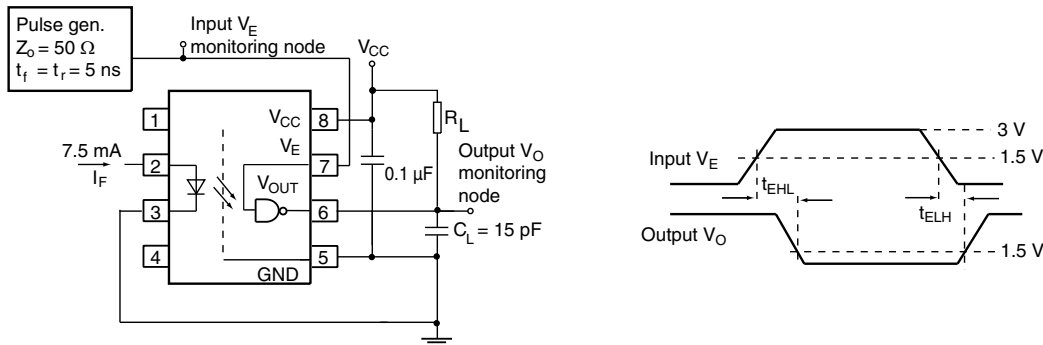 Pulse gen.
Zo = 50 Ω
tf = tr = 5 ns
Input VE
monitoring node
VCC
1
2
3
4
VCC
8
VE
7
VOUT
6
5
GND
7.5 mA
IF
RL
0.1 µF
Output VO
monitoring
node
CL = 15 pF
Input VE
3 V
1.5 V
tEHL
tELH
Output VO
1.5 V